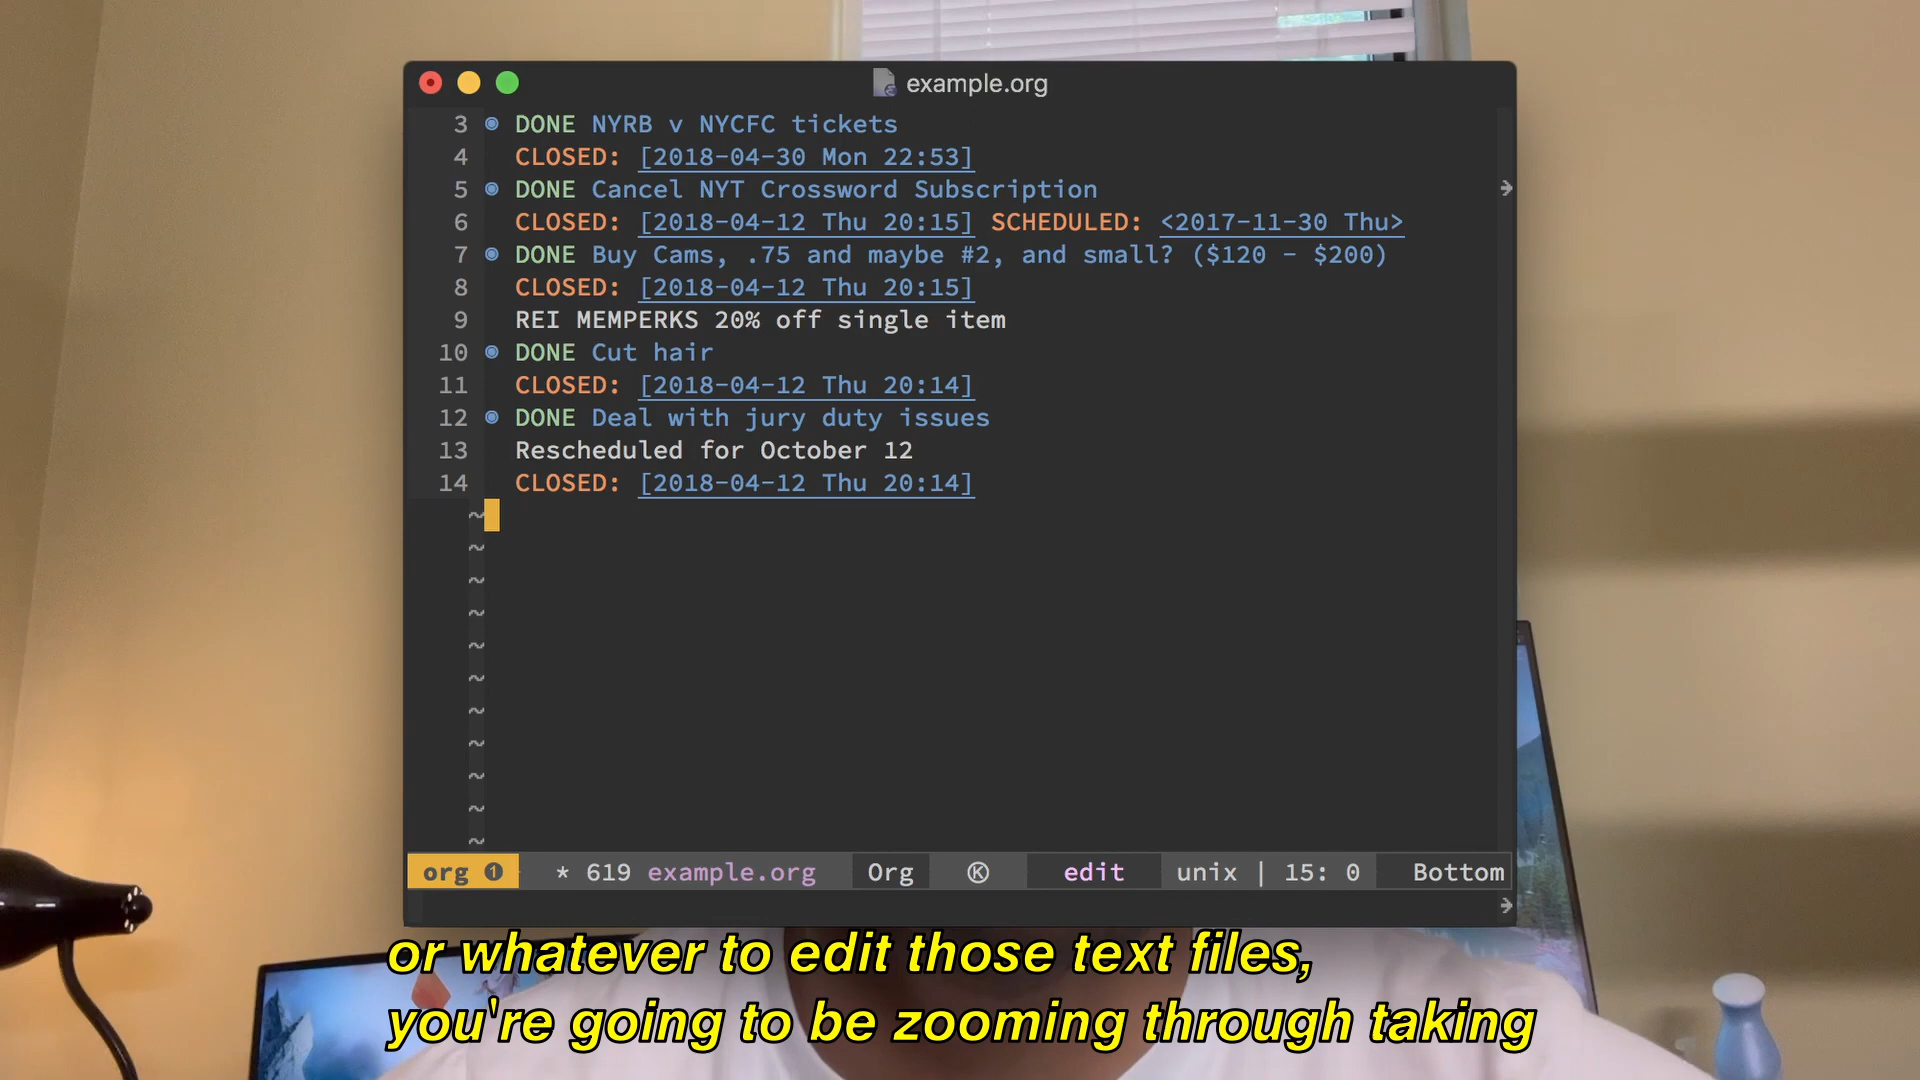 example.org
3 DONE NYRB v NYCFC tickets
4 CLOSED: [2018-04-30 Mon 22:53]
5 DONE Cancel NYT Crossword Subscription
6 CLOSED: [2018-04-12 Thu 20:15] SCHEDULED: <2017-11-30 Thu>
7 DONE Buy Cams, .75 and maybe #2, and small? ($120 - $200)
8 CLOSED: [2018-04-12 Thu 20:15]
9 REI MEMPERKS 20% off single item
10 DONE Cut hair
11 CLOSED: [2018-04-12 Thu 20:14]
12 DONE Deal with jury duty issues
13 Rescheduled for October 12
14 CLOSED: [2018-04-12 Thu 20:14]
~
~
~
~
~
~
~
~
~
~
~
org ❶ * 619 example.org Org Ⓚ edit unix | 15: 0 Bottom
or whatever to edit those text files,
you're going to be zooming through taking